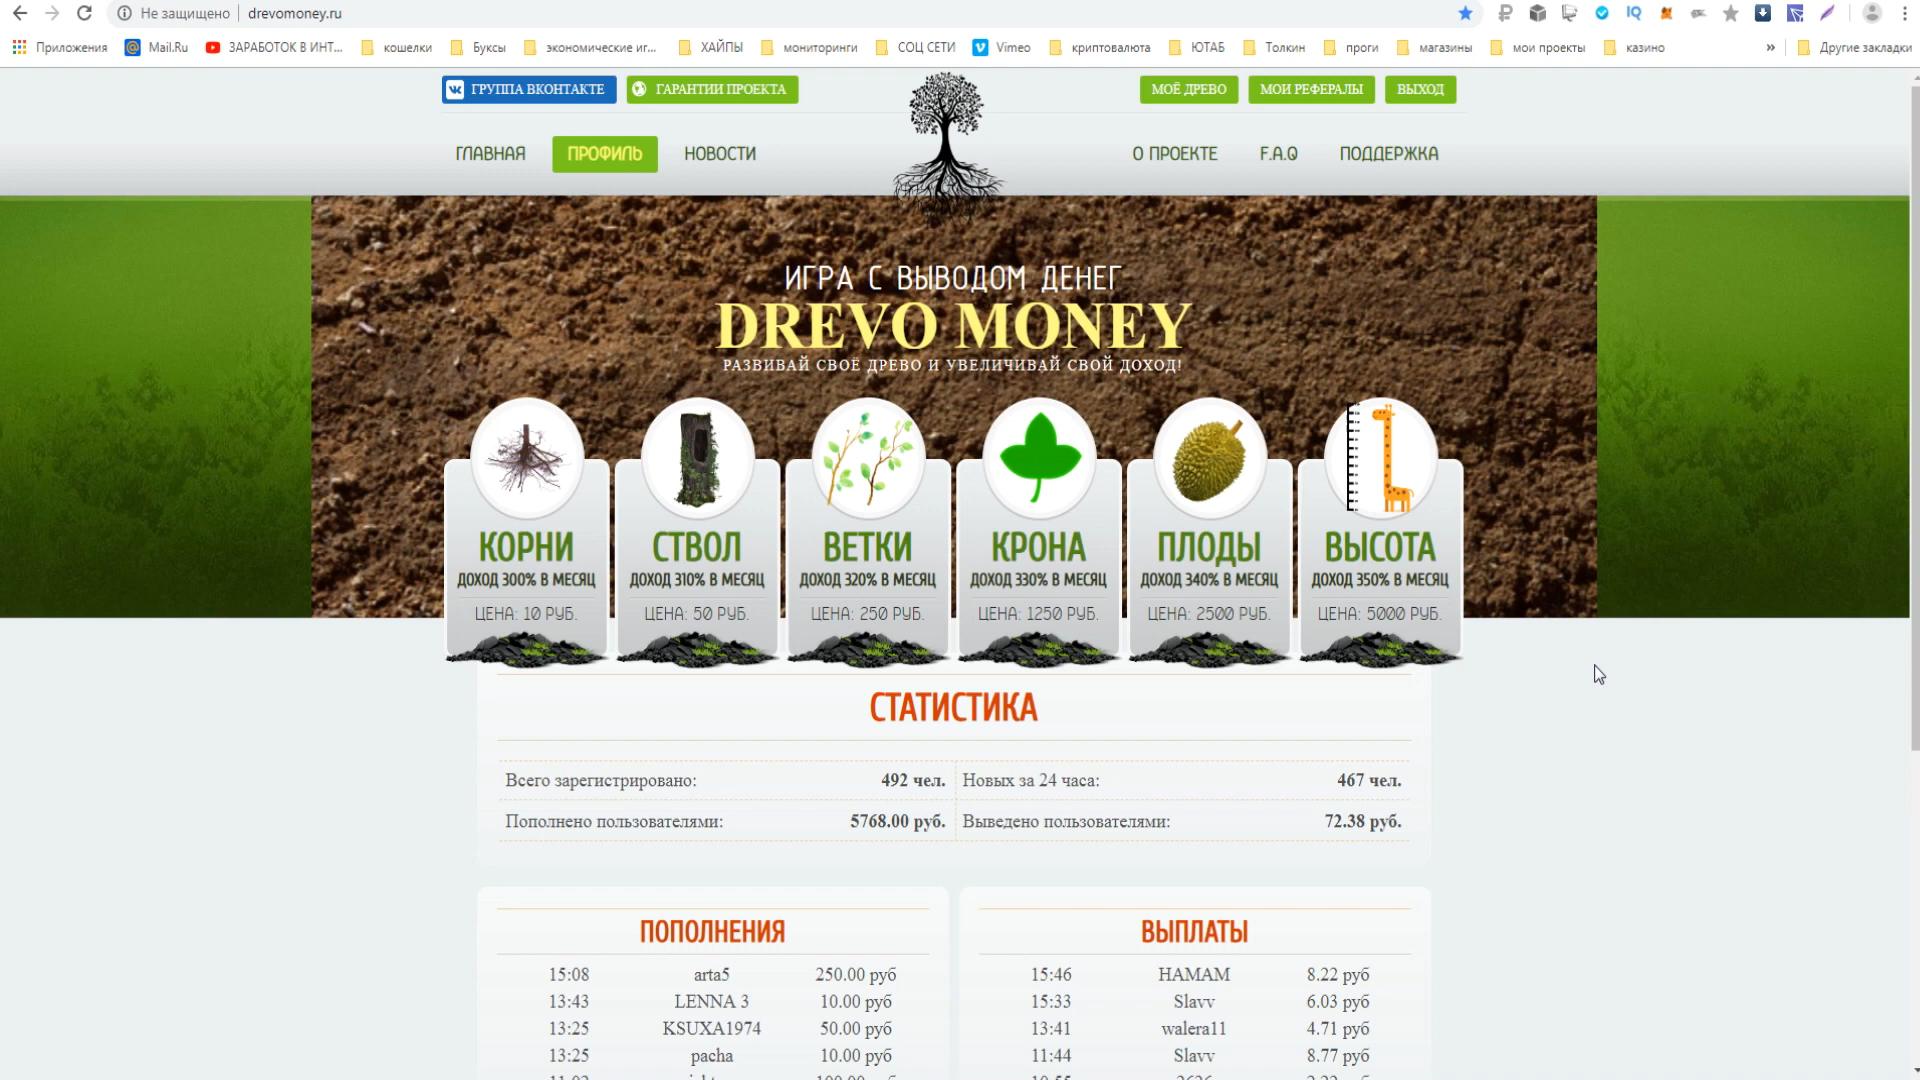 Не защищено | drevomoney.ru
Приложения Mail.Ru ЗАРАБОТОК В ИНТ... кошелки Буксы экономические иг... ХАЙПЫ мониторинги СОЦ СЕТИ Vimeo криптовалюта ЮТАБ Толкин проги магазины мои проекты казино » Другие закладки
ГРУППА ВКОНТАКТЕ ГАРАНТИИ ПРОЕКТА МОЁ ДРЕВО МОИ РЕФЕРАЛЫ ВЫХОД
ГЛАВНАЯ ПРОФИЛЬ НОВОСТИ О ПРОЕКТЕ F.A.Q ПОДДЕРЖКА
ИГРА С ВЫВОДОМ ДЕНЕГ
DREVO MONEY
РАЗВИВАЙ СВОЁ ДРЕВО И УВЕЛИЧИВАЙ СВОЙ ДОХОД!
КОРНИ СТВОЛ ВЕТКИ КРОНА ПЛОДЫ ВЫСОТА
ДОХОД 300% В МЕСЯЦ ДОХОД 310% В МЕСЯЦ ДОХОД 320% В МЕСЯЦ ДОХОД 330% В МЕСЯЦ ДОХОД 340% В МЕСЯЦ ДОХОД 350% В МЕСЯЦ
ЦЕНА: 10 РУБ. ЦЕНА: 50 РУБ. ЦЕНА: 250 РУБ. ЦЕНА: 1250 РУБ. ЦЕНА: 2500 РУБ. ЦЕНА: 5000 РУБ.
СТАТИСТИКА
Всего зарегистрировано: 492 чел. Новых за 24 часа: 467 чел.
Пополнено пользователями: 5768.00 руб. Выведено пользователями: 72.38 руб.
ПОПОЛНЕНИЯ ВЫПЛАТЫ
15:08 arta5 250.00 руб 15:46 HAMAM 8.22 руб
13:43 LENNA 3 10.00 руб 15:33 Slavv 6.03 руб
13:25 KSUXA1974 50.00 руб 13:41 walera11 4.71 руб
13:25 pacha 10.00 руб 11:44 Slavv 8.77 руб